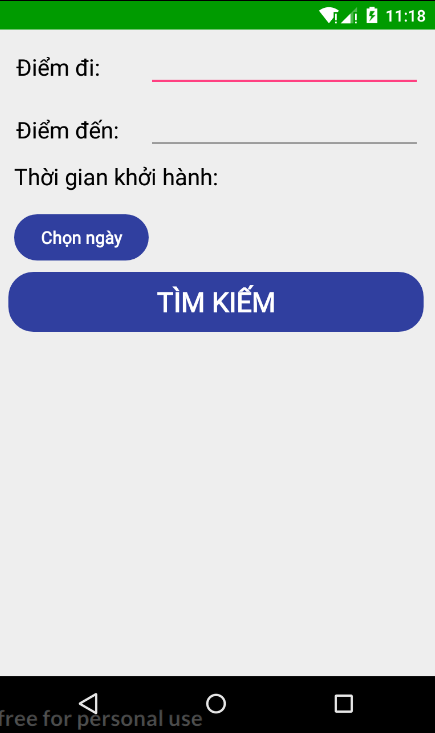 11:18
Điểm đi:
Điểm đến:
Thời gian khởi hành:
Chọn ngày
TÌM KIẾM
free for personal use